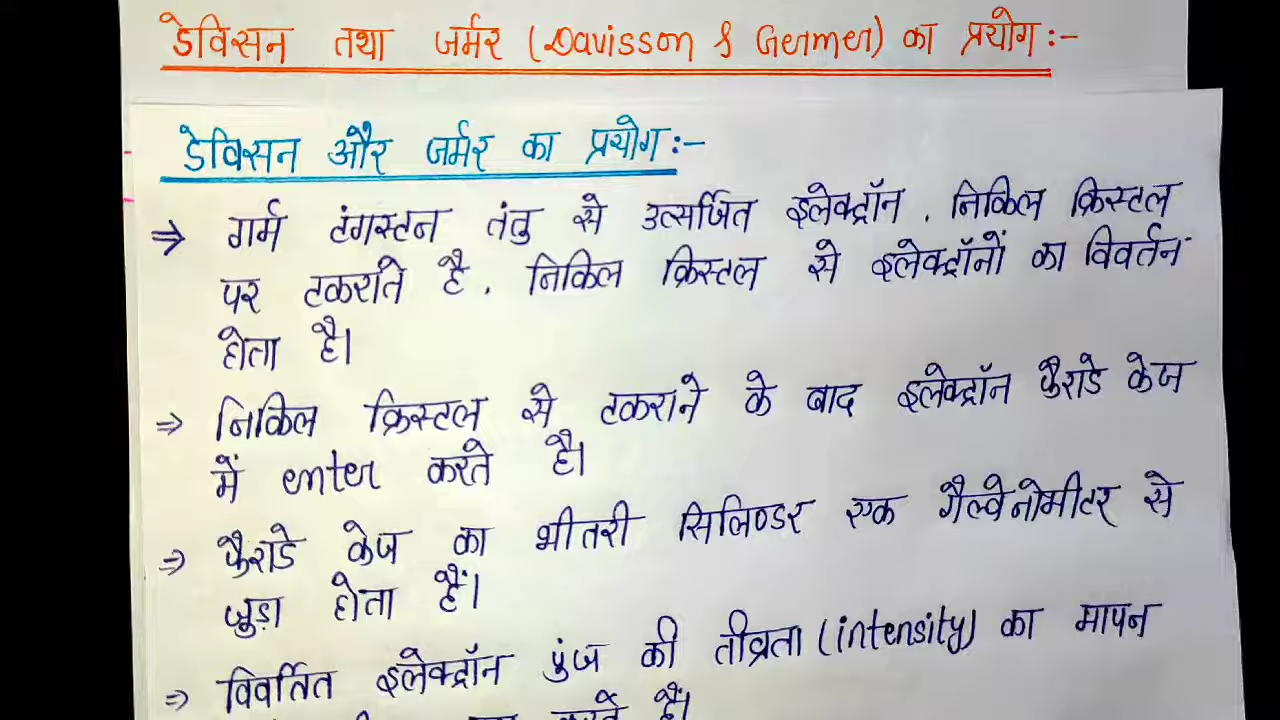 डेविसन तथा जर्मर (Davisson & Germer) का प्रयोग :-
डेविसन और जर्मर का प्रयोग :-
⇒ गर्म टंगस्टन तंतु से उत्सर्जित इलेक्ट्रॉन, निकिल क्रिस्टल
पर टकराते है, निकिल क्रिस्टल से इलेक्ट्रॉनों का विवर्तन
होता है।
⇒ निकिल क्रिस्टल से टकराने के बाद इलेक्ट्रॉन फैराडे केज
में enter करते है।
⇒ फैराडे केज का भीतरी सिलिण्डर एक गैल्वेनोमीटर से
जुड़ा होता हैं।
⇒ विवर्तित इलेक्ट्रॉन पुंज की तीव्रता (intensity) का मापन
करते हैं।